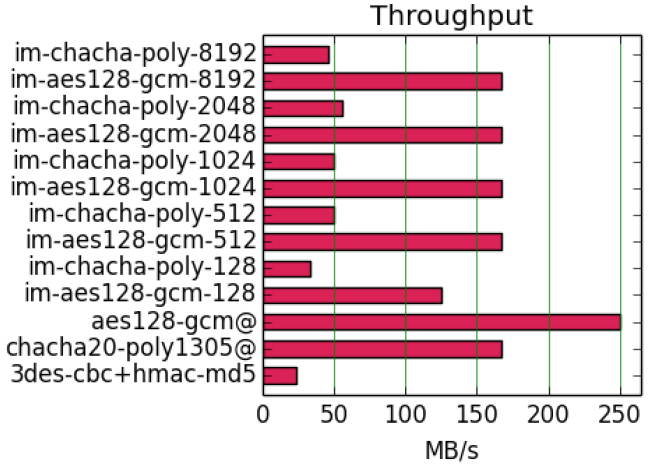 Throughput
im-chacha-poly-8192
im-aes128-gcm-8192
im-chacha-poly-2048
im-aes128-gcm-2048
im-chacha-poly-1024
im-aes128-gcm-1024
im-chacha-poly-512
im-aes128-gcm-512
im-chacha-poly-128
im-aes128-gcm-128
aes128-gcm@
chacha20-poly1305@
3des-cbc+hmac-md5
0 50 100 150 200 250
MB/s